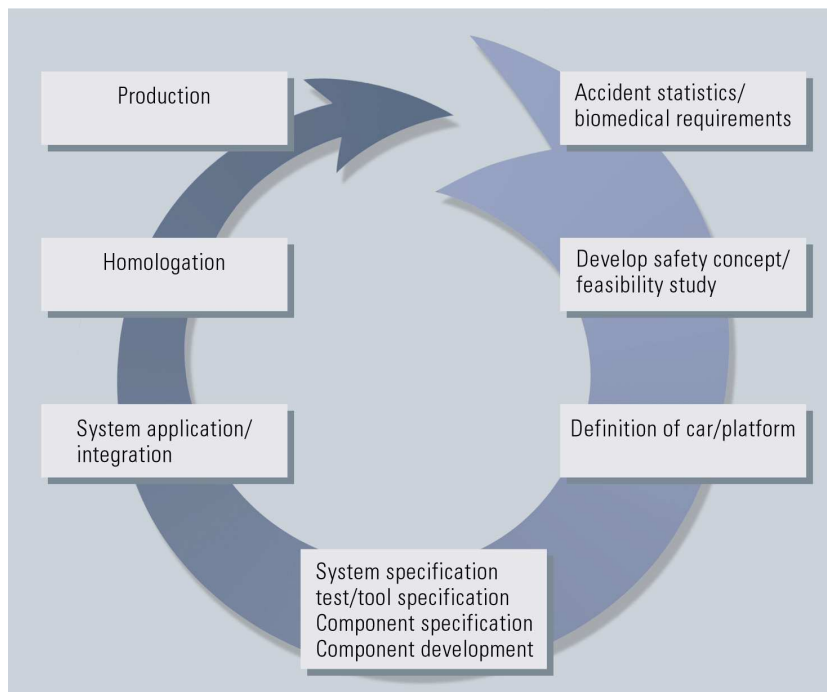 Production
Accident statistics/
biomedical requirements
Homologation
Develop safety concept/
feasibility study
System application/
integration
Definition of car/platform
System specification
test/tool specification
Component specification
Component development